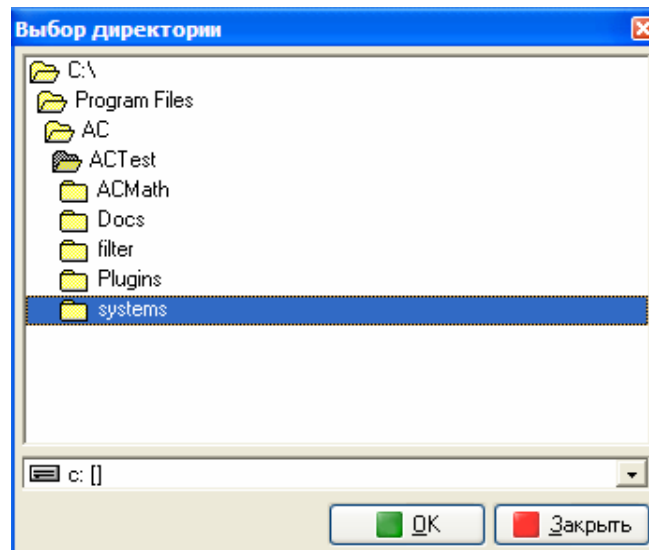 Выбор директории
C:\
Program Files
AC
ACTest
ACMath
Docs
filter
Plugins
systems
c: []
OK
Закрыть